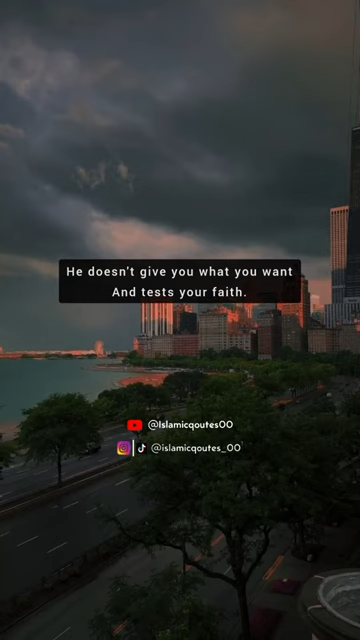 He doesn't give you what you want
And tests your faith.
@Islamicqoutes00
@islamicqoutes_00